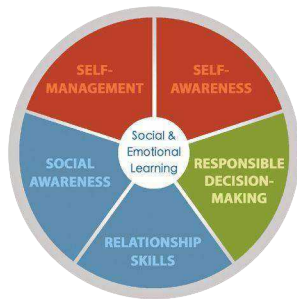 SELF-
MANAGEMENT
SELF-
AWARENESS
Social &
Emotional
Learning
SOCIAL
AWARENESS
RESPONSIBLE
DECISION-
MAKING
RELATIONSHIP
SKILLS